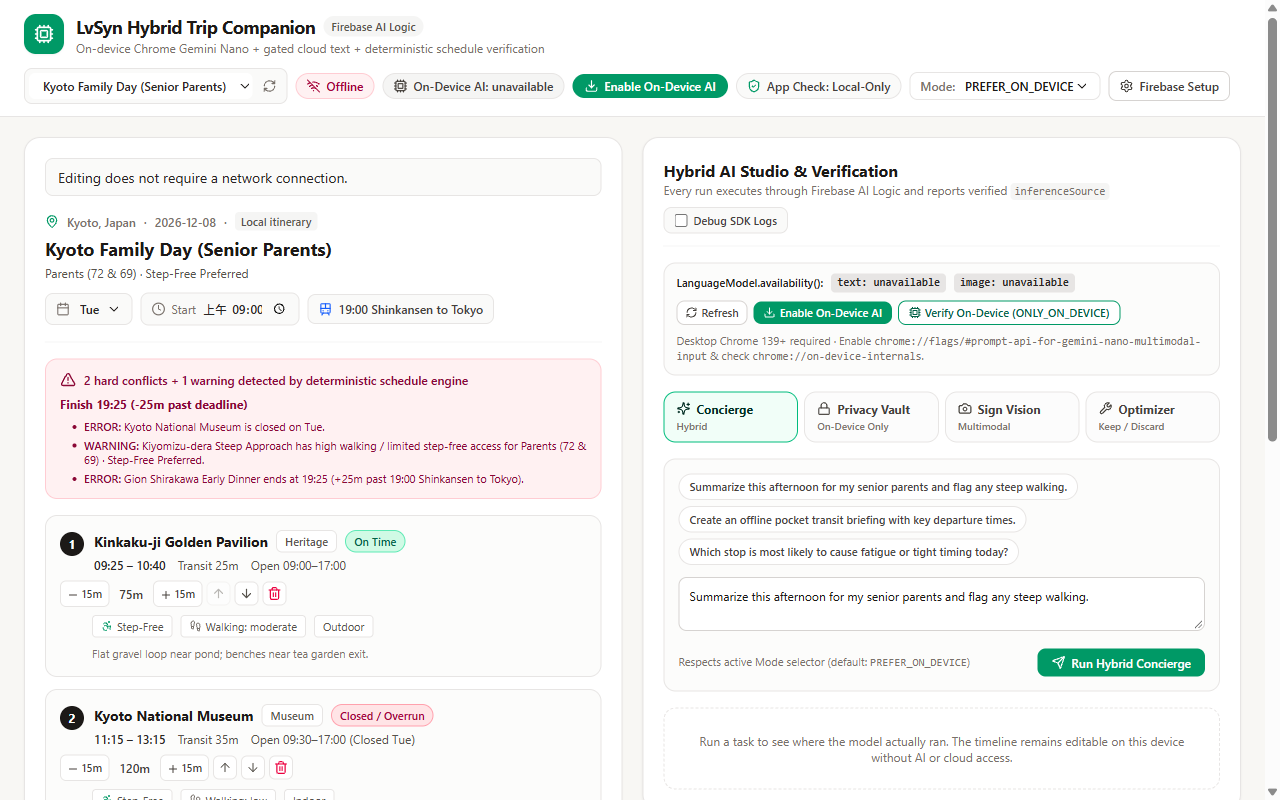 LvSyn Hybrid Trip Companion Firebase AI Logic
On-device Chrome Gemini Nano + gated cloud text + deterministic schedule verification
Kyoto Family Day (Senior Parents) Offline On-Device AI: unavailable Enable On-Device AI App Check: Local-Only Mode: PREFER_ON_DEVICE Firebase Setup
Editing does not require a network connection.
Kyoto, Japan · 2026-12-08 · Local itinerary
Kyoto Family Day (Senior Parents)
Parents (72 & 69) · Step-Free Preferred
Tue Start 上午 09:00 19:00 Shinkansen to Tokyo
2 hard conflicts + 1 warning detected by deterministic schedule engine
Finish 19:25 (-25m past deadline)
• ERROR: Kyoto National Museum is closed on Tue.
• WARNING: Kiyomizu-dera Steep Approach has high walking / limited step-free access for Parents (72 &
69) · Step-Free Preferred.
• ERROR: Gion Shirakawa Early Dinner ends at 19:25 (+25m past 19:00 Shinkansen to Tokyo).
1 Kinkaku-ji Golden Pavilion Heritage On Time
09:25 – 10:40 Transit 25m Open 09:00–17:00
– 15m 75m + 15m
Step-Free Walking: moderate Outdoor
Flat gravel loop near pond; benches near tea garden exit.
2 Kyoto National Museum Museum Closed / Overrun
11:15 – 13:15 Transit 35m Open 09:30–17:00 (Closed Tue)
– 15m 120m + 15m
Step-Free Walking: low Indoor
Hybrid AI Studio & Verification
Every run executes through Firebase AI Logic and reports verified inferenceSource
Debug SDK Logs
LanguageModel.availability(): text: unavailable image: unavailable
Refresh Enable On-Device AI Verify On-Device (ONLY_ON_DEVICE)
Desktop Chrome 139+ required · Enable chrome://flags/#prompt-api-for-gemini-nano-multimodal-
input & check chrome://on-device-internals.
Concierge Privacy Vault Sign Vision Optimizer
Hybrid On-Device Only Multimodal Keep / Discard
Summarize this afternoon for my senior parents and flag any steep walking.
Create an offline pocket transit briefing with key departure times.
Which stop is most likely to cause fatigue or tight timing today?
Summarize this afternoon for my senior parents and flag any steep walking.
Respects active Mode selector (default: PREFER_ON_DEVICE) Run Hybrid Concierge
Run a task to see where the model actually ran. The timeline remains editable on this device
without AI or cloud access.